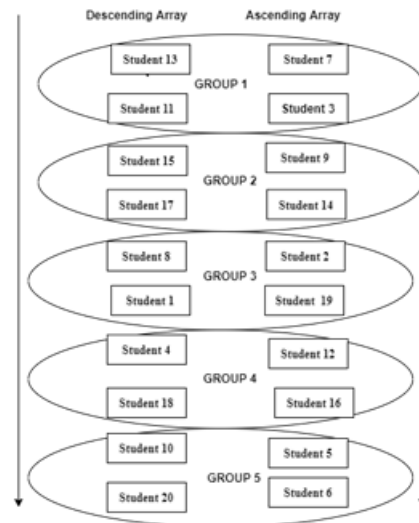 Descending Array Ascending Array
Student 13 Student 7
GROUP 1
Student 11 Student 3
Student 15 Student 9
GROUP 2
Student 17 Student 14
Student 8 Student 2
GROUP 3
Student 1 Student 19
Student 4 Student 12
GROUP 4
Student 18 Student 16
Student 10 Student 5
GROUP 5
Student 20 Student 6